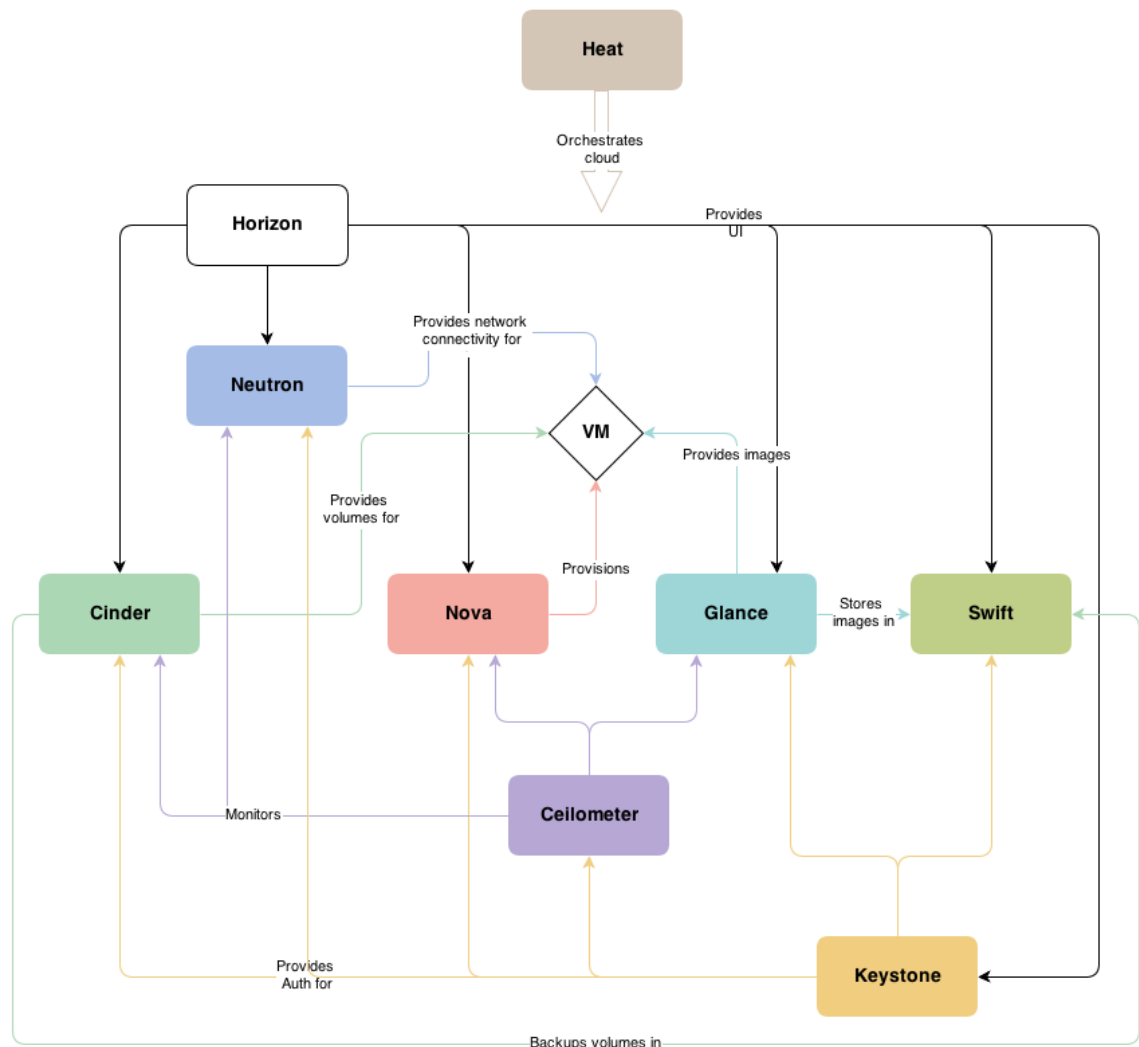 Heat
Orchestrates
cloud
Horizon
Provides
UI
Provides network
connectivity for
Neutron
VM
Provides images
Provides
volumes for
Provisions
Cinder
Nova
Glance
Stores
images in
Swift
Monitors
Ceilometer
Provides
Auth for
Keystone
Backups volumes in